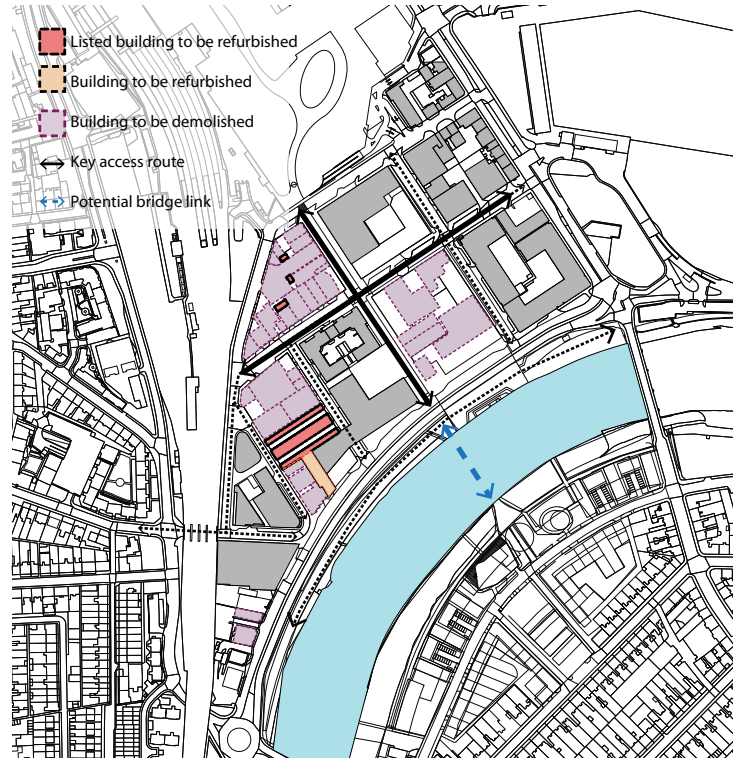 Listed building to be refurbished
Building to be refurbished
Building to be demolished
Key access route
Potential bridge link